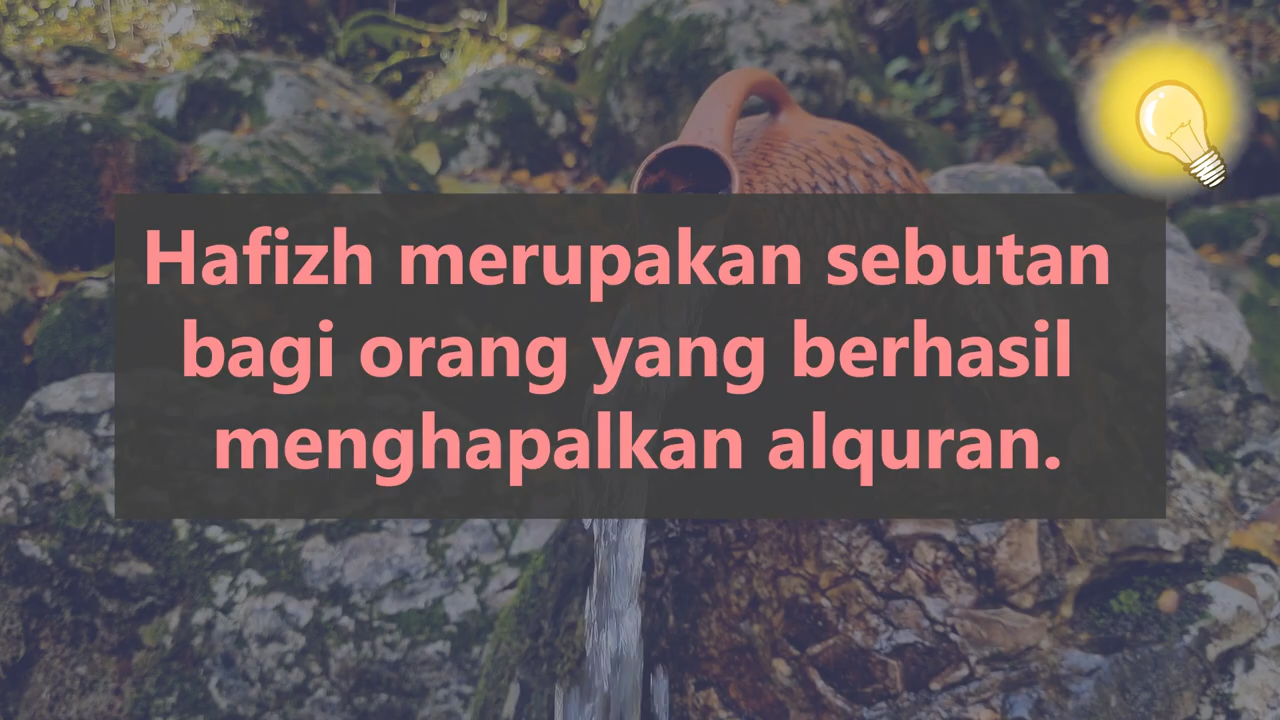 Hafizh merupakan sebutan
bagi orang yang berhasil
menghapalkan alquran.